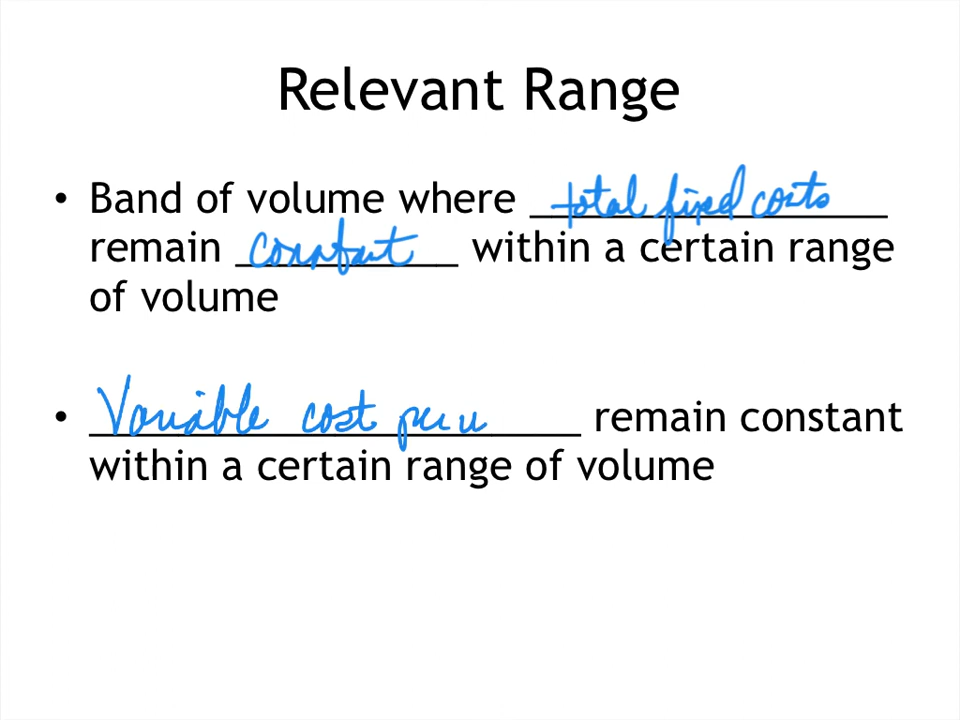 Relevant Range
• Band of volume where total fixed costs
remain constant within a certain range
of volume
• Variable cost per u remain constant
within a certain range of volume